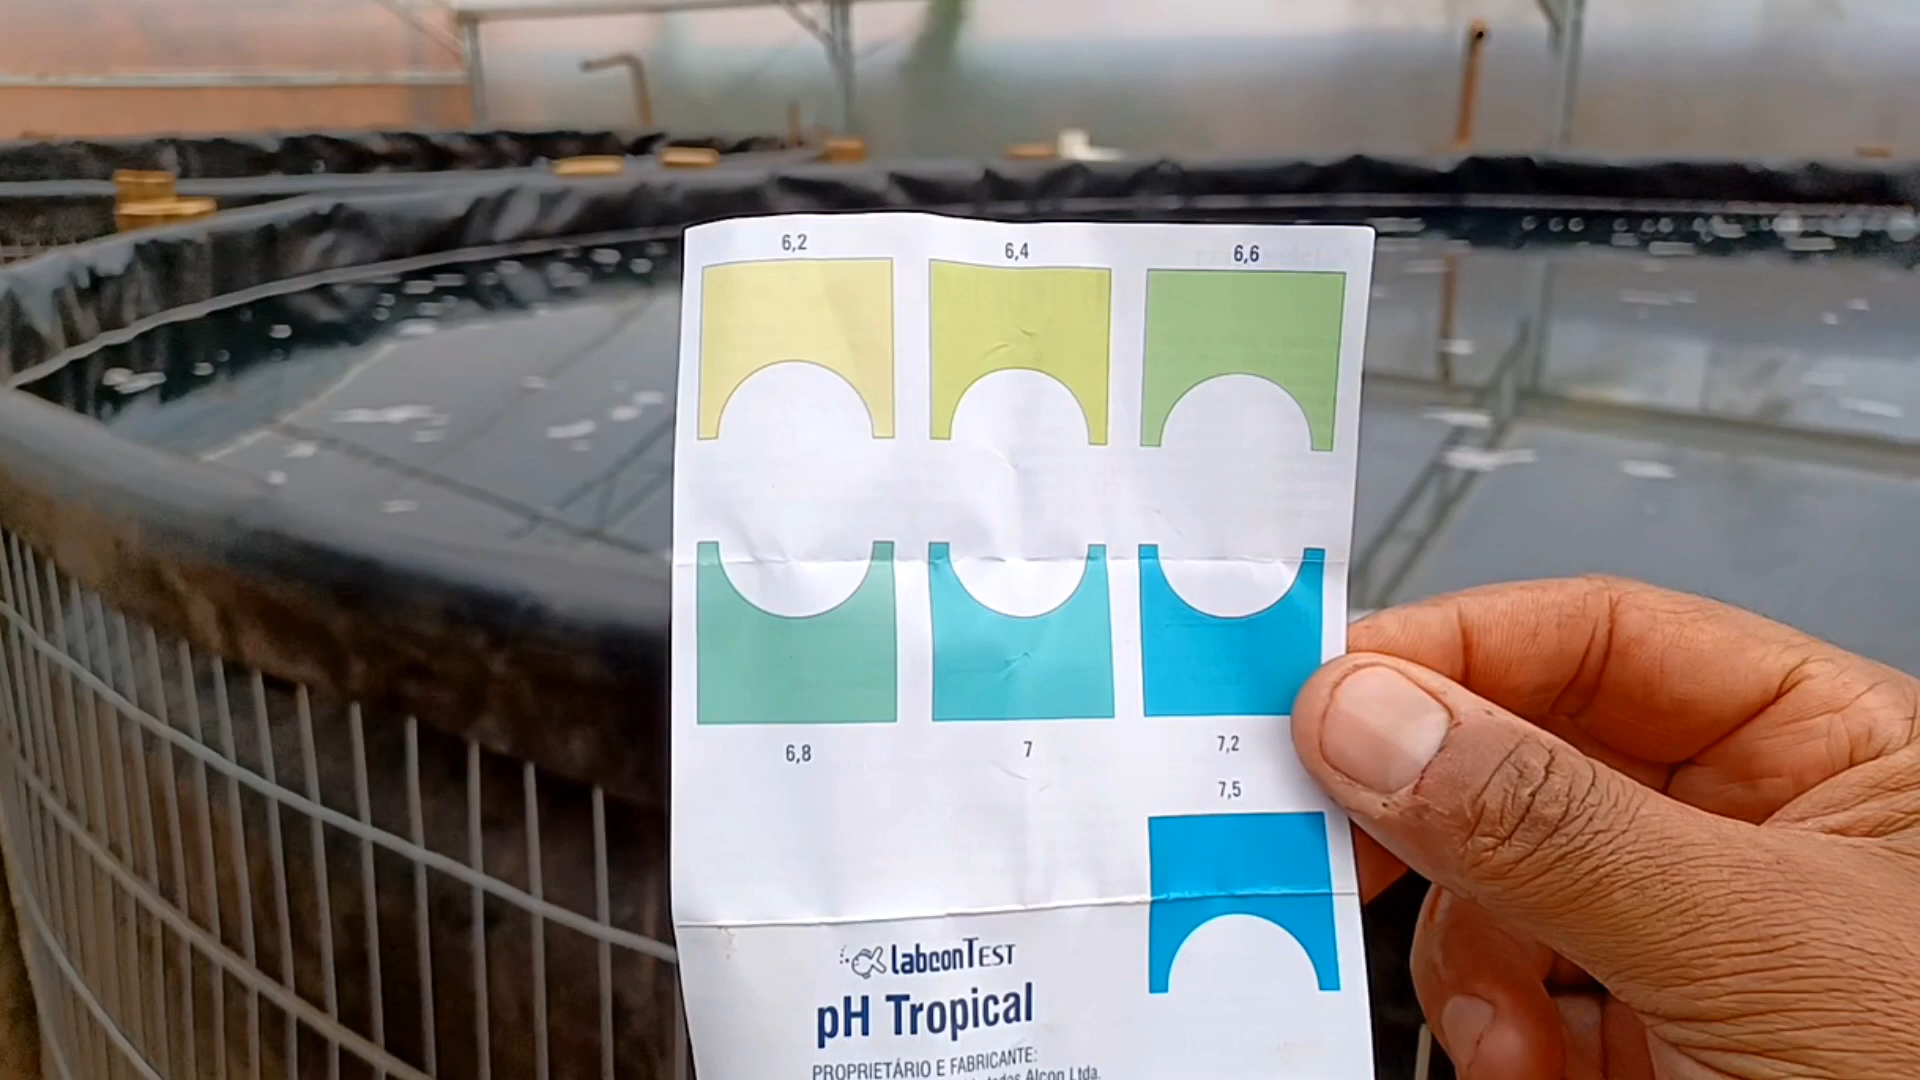 6,2 6,4 6,6
6,8 7 7,2
7,5
labconTEST
pH Tropical
PROPRIETÁRIO E FABRICANTE:
Alcon Ltda.